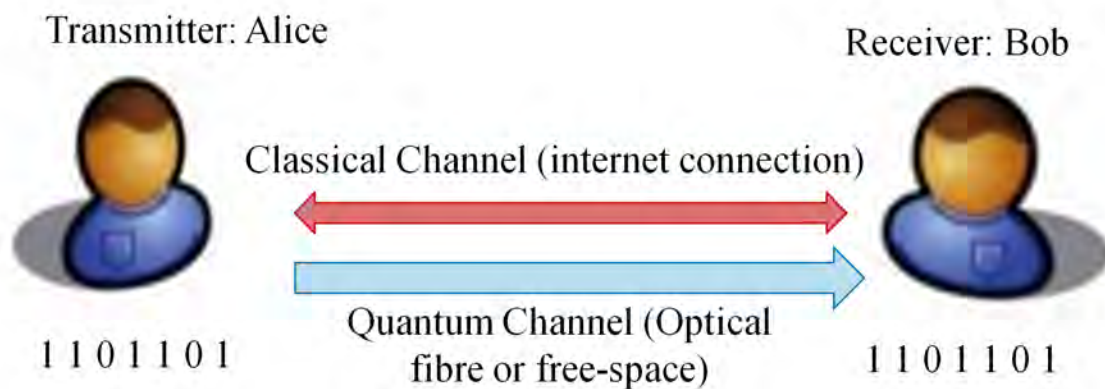 Transmitter: Alice
Receiver: Bob
Classical Channel (internet connection)
Quantum Channel (Optical
fibre or free-space)
1 1 0 1 1 0 1
1 1 0 1 1 0 1